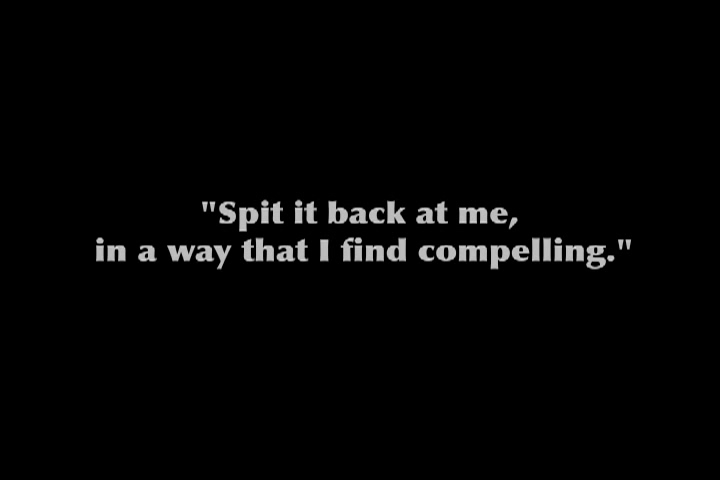 "Spit it back at me,
in a way that I find compelling."